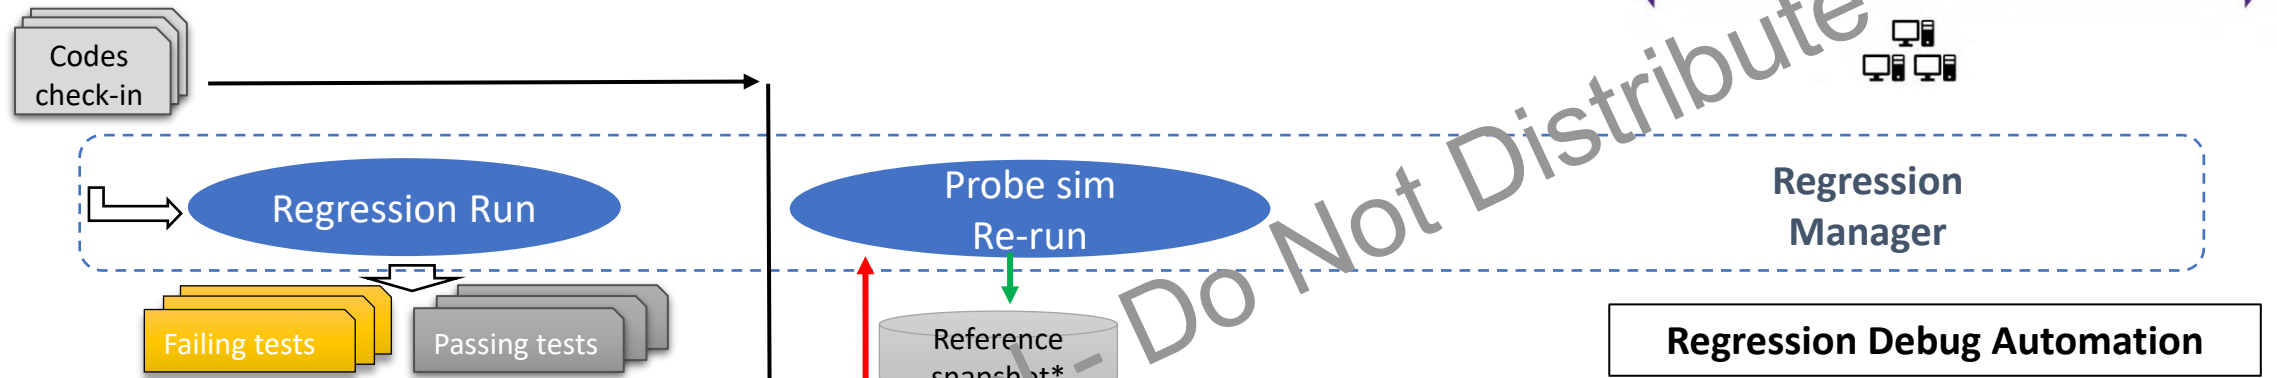 Codes
check-in
Regression Run
Probe sim
Re-run
Regression
Manager
Failing tests
Passing tests
Reference
snapshot*
Regression Debug Automation
- Do Not Distribute